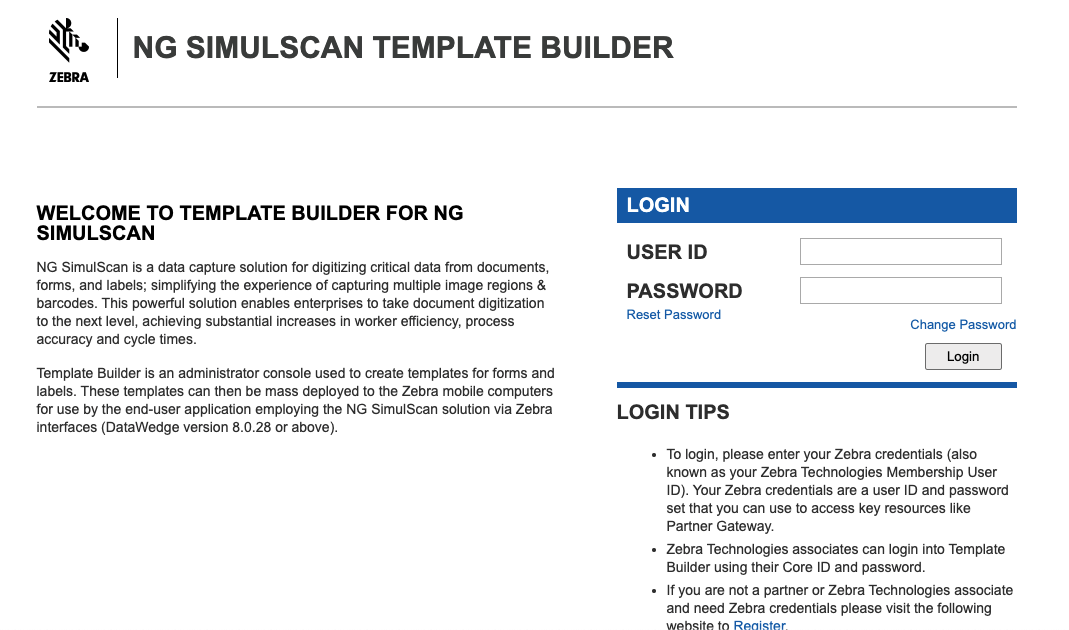 ZEBRA
NG SIMULSCAN TEMPLATE BUILDER
WELCOME TO TEMPLATE BUILDER FOR NG
SIMULSCAN
NG SimulScan is a data capture solution for digitizing critical data from documents,
forms, and labels; simplifying the experience of capturing multiple image regions &
barcodes. This powerful solution enables enterprises to take document digitization
to the next level, achieving substantial increases in worker efficiency, process
accuracy and cycle times.
Template Builder is an administrator console used to create templates for forms and
labels. These templates can then be mass deployed to the Zebra mobile computers
for use by the end-user application employing the NG SimulScan solution via Zebra
interfaces (DataWedge version 8.0.28 or above).
LOGIN
USER ID
PASSWORD
Reset Password
Change Password
Login
LOGIN TIPS
• To login, please enter your Zebra credentials (also
known as your Zebra Technologies Membership User
ID). Your Zebra credentials are a user ID and password
set that you can use to access key resources like
Partner Gateway.
• Zebra Technologies associates can login into Template
Builder using their Core ID and password.
• If you are not a partner or Zebra Technologies associate
and need Zebra credentials please visit the following
website to Register.